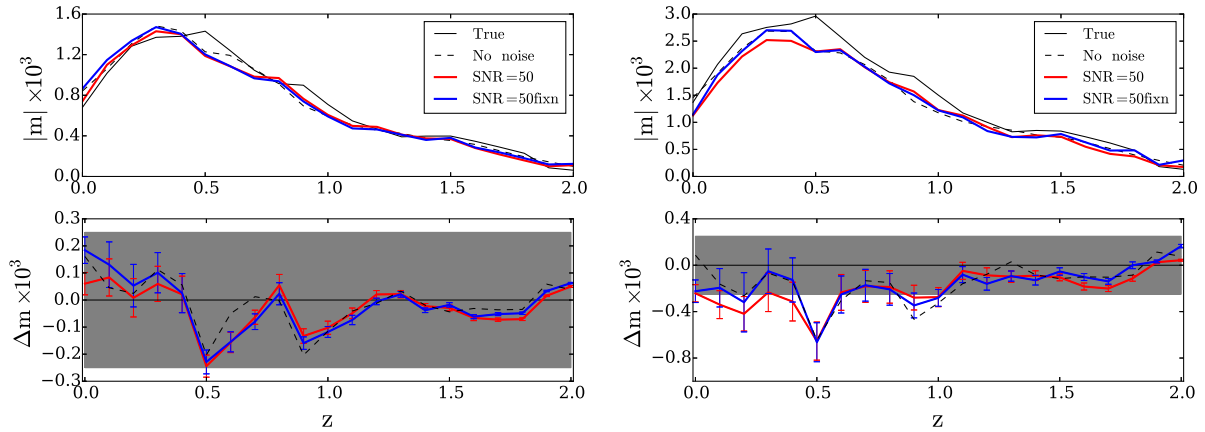 1.6
1.2
0.8
0.4
0.0
|m| ×10³
True
No noise
SNR=50
SNR=50fixn
0.0 0.5 1.0 1.5 2.0
3.0
2.5
2.0
1.5
1.0
0.5
0.0
|m| ×10³
True
No noise
SNR=50
SNR=50fixn
0.0 0.5 1.0 1.5 2.0
0.3
0.2
0.1
0.0
−0.1
−0.2
−0.3
Δm ×10³
0.0 0.5 1.0 1.5 2.0
z
0.4
0.0
−0.4
−0.8
Δm ×10³
0.0 0.5 1.0 1.5 2.0
z